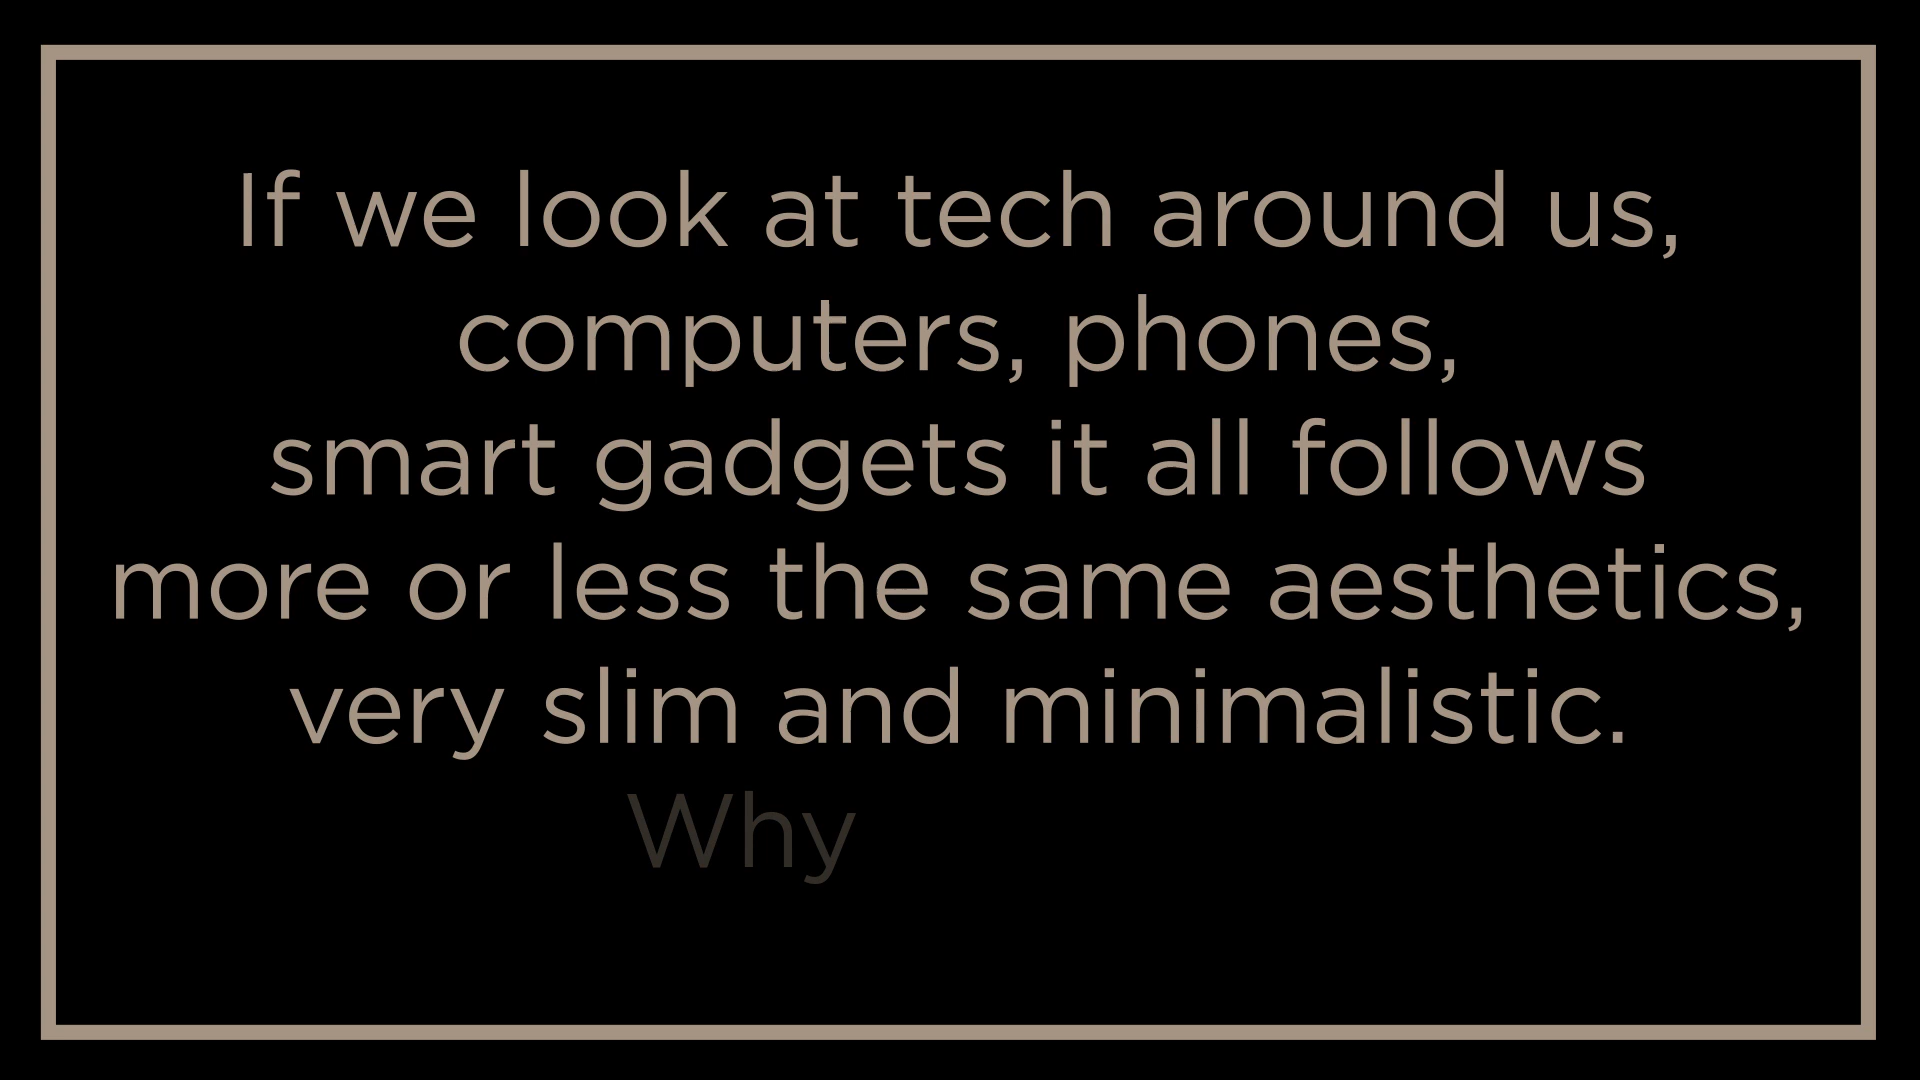 If we look at tech around us,
computers, phones,
smart gadgets it all follows
more or less the same aesthetics,
very slim and minimalistic.
Why